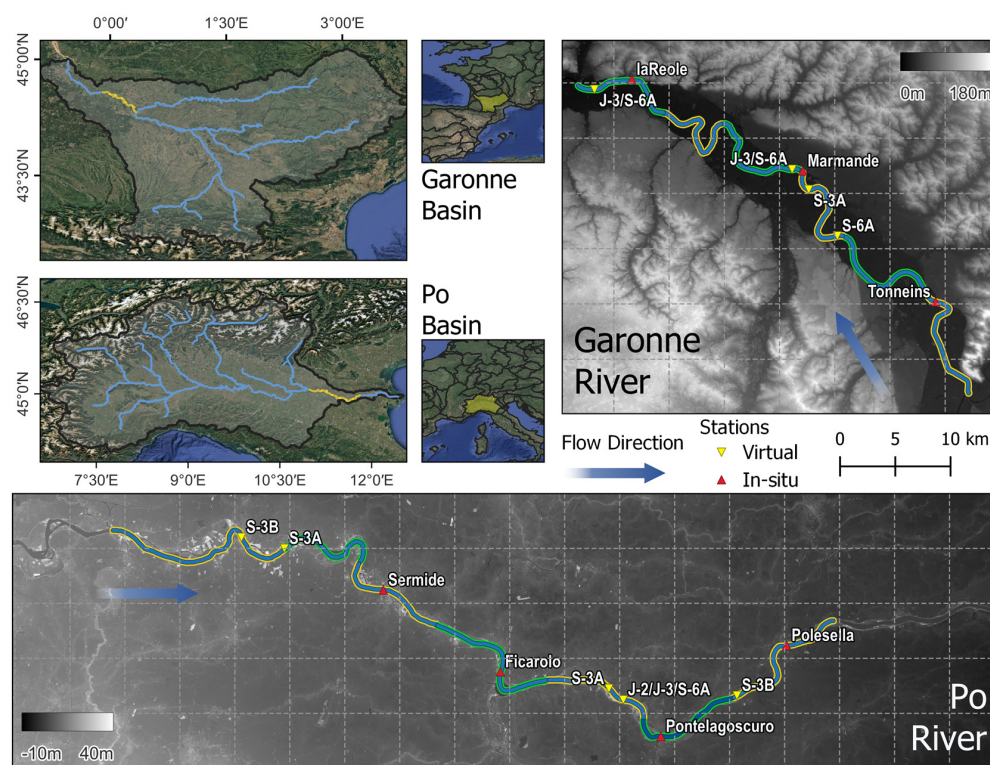 0°00′ 1°30′E 3°00′E
45°00′N
43°30′N
Garonne
Basin
46°30′N
45°0′N
7°30′E 9°0′E 10°30′E 12°0′E
Po
Basin
laReole
J-3/S-6A
J-3/S-6A
Marmande
S-3A
S-6A
Tonneins
0m 180m
Garonne
River
Flow Direction
Stations
Virtual
In-situ
0 5 10 km
S-3B
S-3A
Sermide
Ficarolo
S-3A
J-2/J-3/S-6A
S-3B
Polesella
Pontelagoscuro
-10m 40m
Po
River